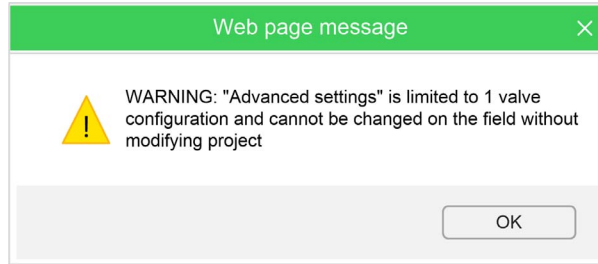 Web page message
WARNING: "Advanced settings" is limited to 1 valve
configuration and cannot be changed on the field without
modifying project
OK